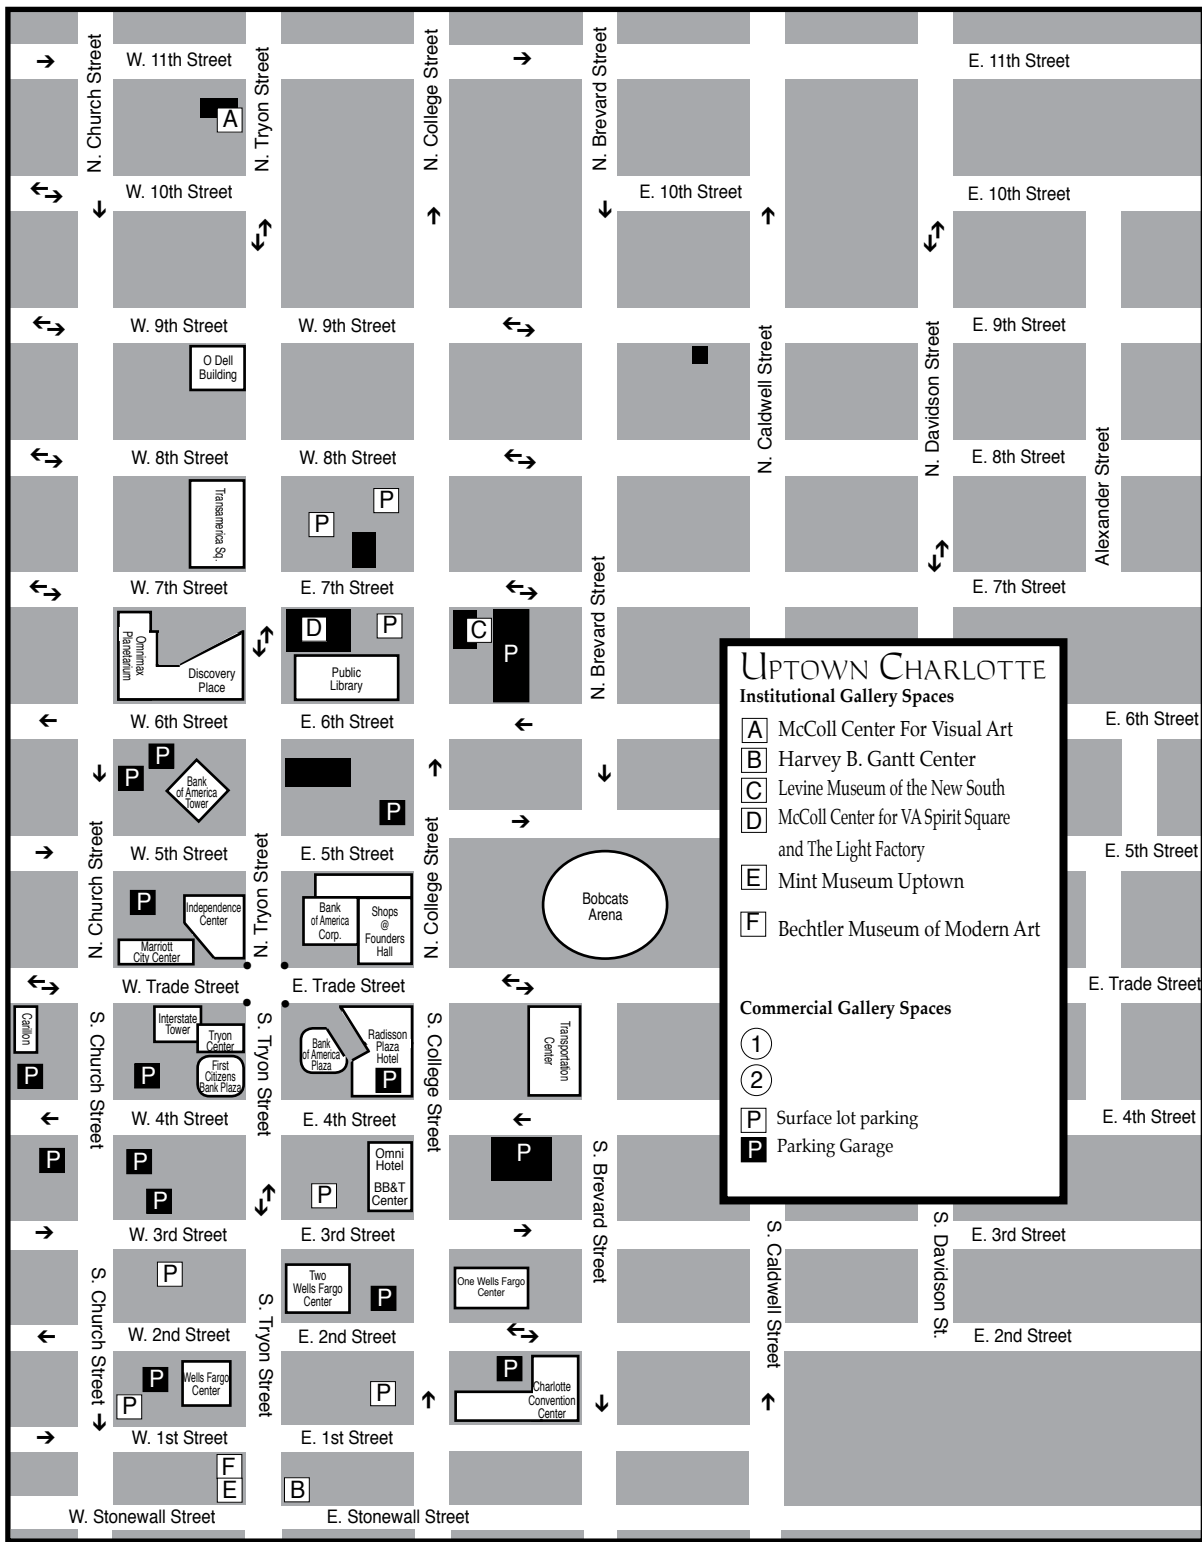 N. Church Street
N. Tryon Street
N. College Street
N. Brevard Street
W. 11th Street
E. 11th Street
A
W. 10th Street
E. 10th Street
E. 10th Street
W. 9th Street
W. 9th Street
E. 9th Street
N. Caldwell Street
N. Davidson Street
O Dell
Building
W. 8th Street
W. 8th Street
E. 8th Street
Alexander Street
Transamerica Sq.
P
P
W. 7th Street
E. 7th Street
E. 7th Street
N. Brevard Street
Omnimax
Planetarium
Discovery
Place
D
P
Public
Library
C
P
W. 6th Street
E. 6th Street
E. 6th Street
P
P
Bank
of America
Tower
P
W. 5th Street
E. 5th Street
E. 5th Street
N. Church Street
N. Tryon Street
N. College Street
P
Independence
Center
Marriott
City Center
Bank
of America
Corp.
Shops
@
Founders
Hall
Bobcats
Arena
W. Trade Street
E. Trade Street
E. Trade Street
Carillon
P
S. Church Street
Interstate
Tower
Tryon
Center
First
Citizens
Bank Plaza
P
S. Tryon Street
Bank
of America
Plaza
Radisson
Plaza
Hotel
P
S. College Street
Transportation
Center
W. 4th Street
E. 4th Street
E. 4th Street
P
P
P
P
Omni
Hotel
BB&T
Center
P
S. Brevard Street
W. 3rd Street
E. 3rd Street
E. 3rd Street
S. Church Street
P
S. Tryon Street
Two
Wells Fargo
Center
P
One Wells Fargo
Center
S. Caldwell Street
S. Davidson St.
W. 2nd Street
E. 2nd Street
E. 2nd Street
P
P
Wells Fargo
Center
P
P
Charlotte
Convention
Center
W. 1st Street
E. 1st Street
F
E
B
W. Stonewall Street
E. Stonewall Street
UPTOWN CHARLOTTE
Institutional Gallery Spaces
A McColl Center For Visual Art
B Harvey B. Gantt Center
C Levine Museum of the New South
D McColl Center for VA Spirit Square
and The Light Factory
E Mint Museum Uptown
F Bechtler Museum of Modern Art
Commercial Gallery Spaces
1
2
P Surface lot parking
P Parking Garage